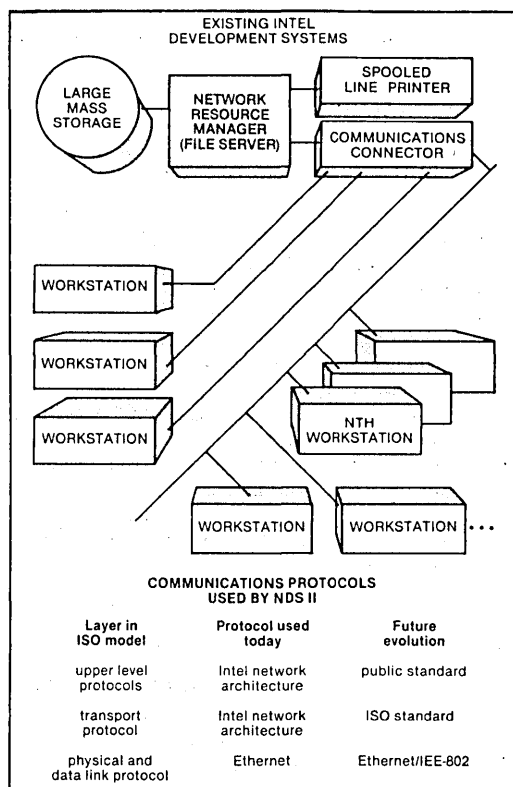 EXISTING INTEL
DEVELOPMENT SYSTEMS
LARGE
MASS
STORAGE
NETWORK
RESOURCE
MANAGER
(FILE SERVER)
SPOOLED
LINE PRINTER
COMMUNICATIONS
CONNECTOR
WORKSTATION
WORKSTATION
WORKSTATION
NTH
WORKSTATION
WORKSTATION
WORKSTATION ...
COMMUNICATIONS PROTOCOLS
USED BY NDS II
Layer in Protocol used Future
ISO model today evolution
upper level Intel network public standard
protocols architecture
transport Intel network ISO standard
protocol architecture
physical and Ethernet Ethernet/IEE-802
data link protocol